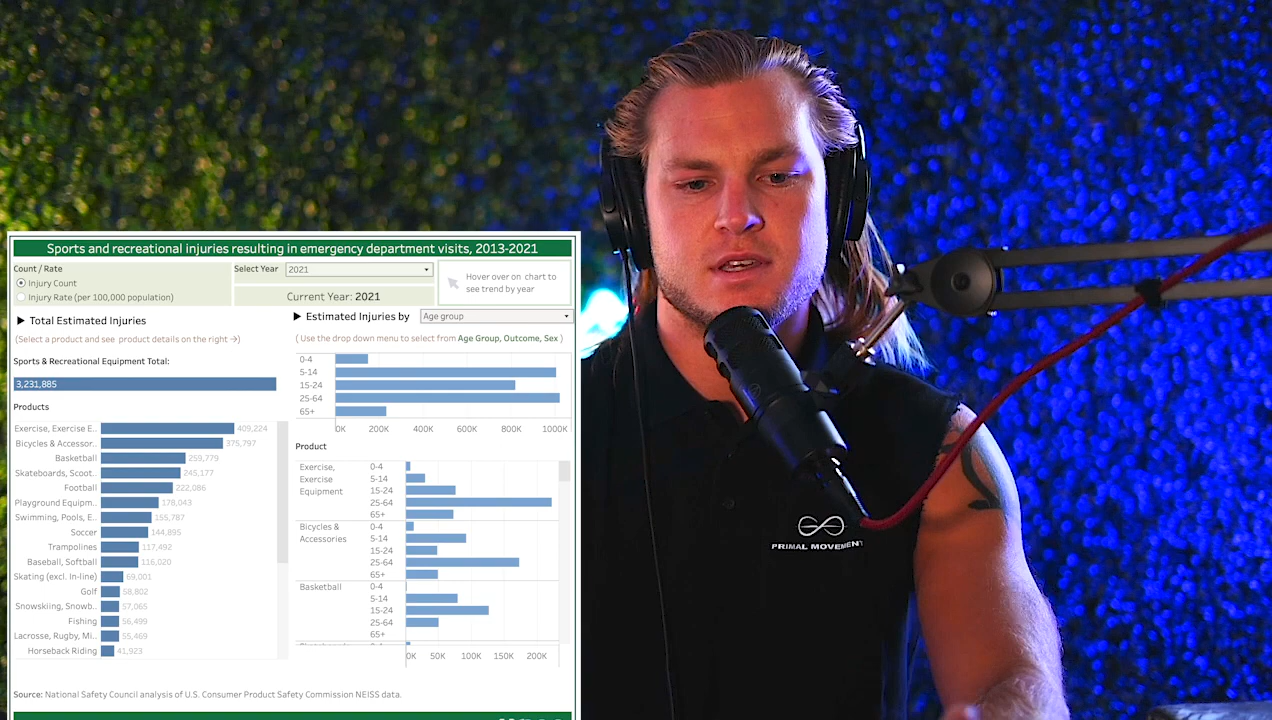 Sports and recreational injuries resulting in emergency department visits, 2013-2021
Count / Rate
Injury Count
Injury Rate (per 100,000 population)
Select Year
2021
Current Year: 2021
Hover over on chart to
see trend by year
▶ Total Estimated Injuries
(Select a product and see product details on the right →)
Sports & Recreational Equipment Total:
3,231,885
Products
Exercise, Exercise E.. 409,224
Bicycles & Accessor.. 375,797
Basketball 259,779
Skateboards, Scoot.. 245,177
Football 222,086
Playground Equipm.. 178,043
Swimming, Pools, E.. 155,787
Soccer 144,895
Trampolines 117,492
Baseball, Softball 116,020
Skating (excl. In-line) 69,001
Golf 58,802
Snowskiing, Snowb.. 57,065
Fishing 56,499
Lacrosse, Rugby, Mi.. 55,469
Horseback Riding 41,923
▶ Estimated Injuries by
Age group
( Use the drop down menu to select from Age Group, Outcome, Sex )
0-4
5-14
15-24
25-64
65+
0K 200K 400K 600K 800K 1000K
Product
Exercise, 0-4
Exercise 5-14
Equipment 15-24
25-64
65+
Bicycles & 0-4
Accessories 5-14
15-24
25-64
65+
Basketball 0-4
5-14
15-24
25-64
65+
0K 50K 100K 150K 200K
Source: National Safety Council analysis of U.S. Consumer Product Safety Commission NEISS data.
PRIMAL MOVEMENT